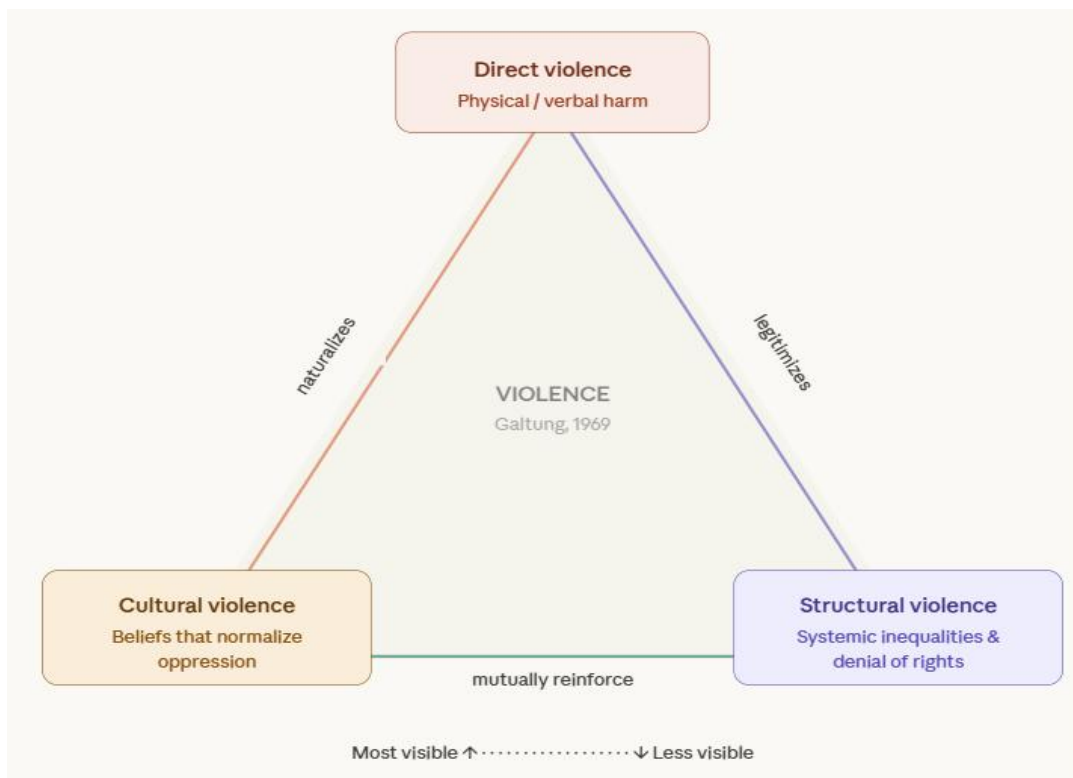 Direct violence
Physical / verbal harm
naturalizes
legitimizes
VIOLENCE
Galtung, 1969
Cultural violence
Beliefs that normalize
oppression
Structural violence
Systemic inequalities &
denial of rights
mutually reinforce
Most visible ↑ · · · · · · · · · · · · · · · · · · ↓ Less visible